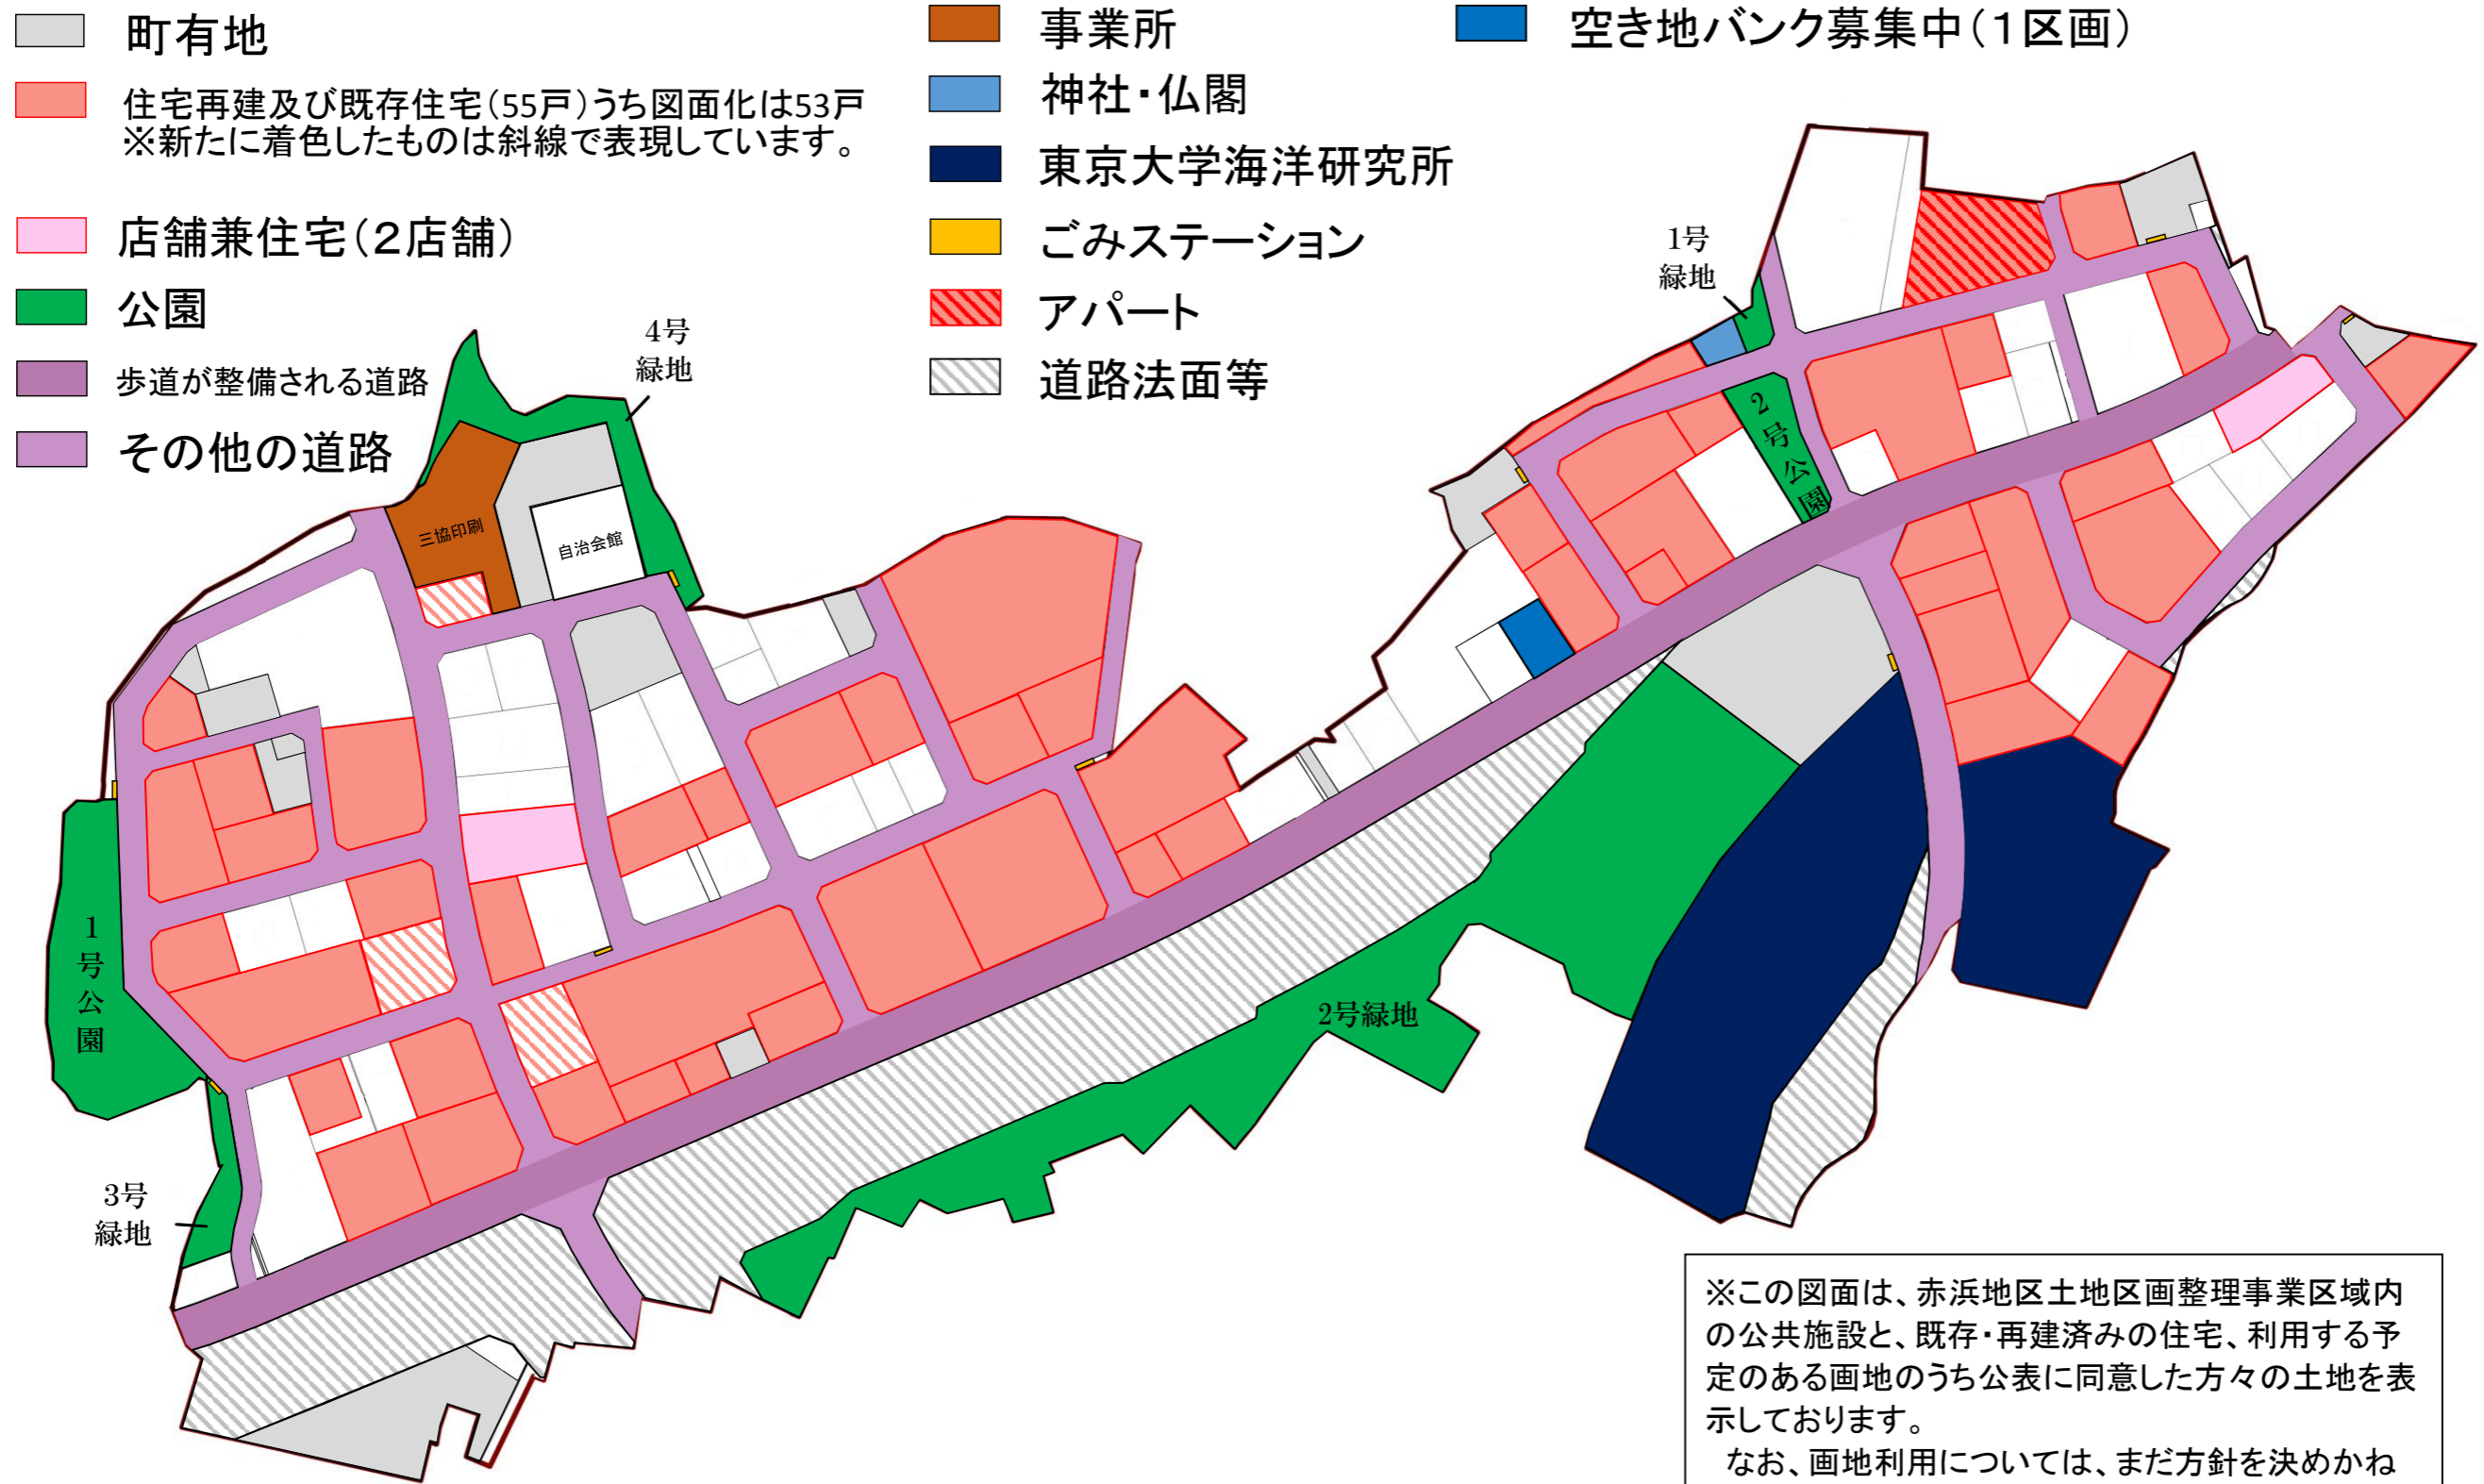 町有地
住宅再建及び既存住宅(55戸)うち図面化は53戸
※新たに着色したものは斜線で表現しています。
店舗兼住宅(2店舗)
公園
歩道が整備される道路
その他の道路
事業所
神社・仏閣
東京大学海洋研究所
ごみステーション
アパート
道路法面等
空き地バンク募集中(1区画)
1号
緑地
4号
緑地
2号公園
三協印刷
自治会館
1号公園
2号緑地
3号
緑地
※この図面は、赤浜地区土地区画整理事業区域内
の公共施設と、既存・再建済みの住宅、利用する予
定のある画地のうち公表に同意した方々の土地を表
示しております。
なお、画地利用については、まだ方針を決めかね